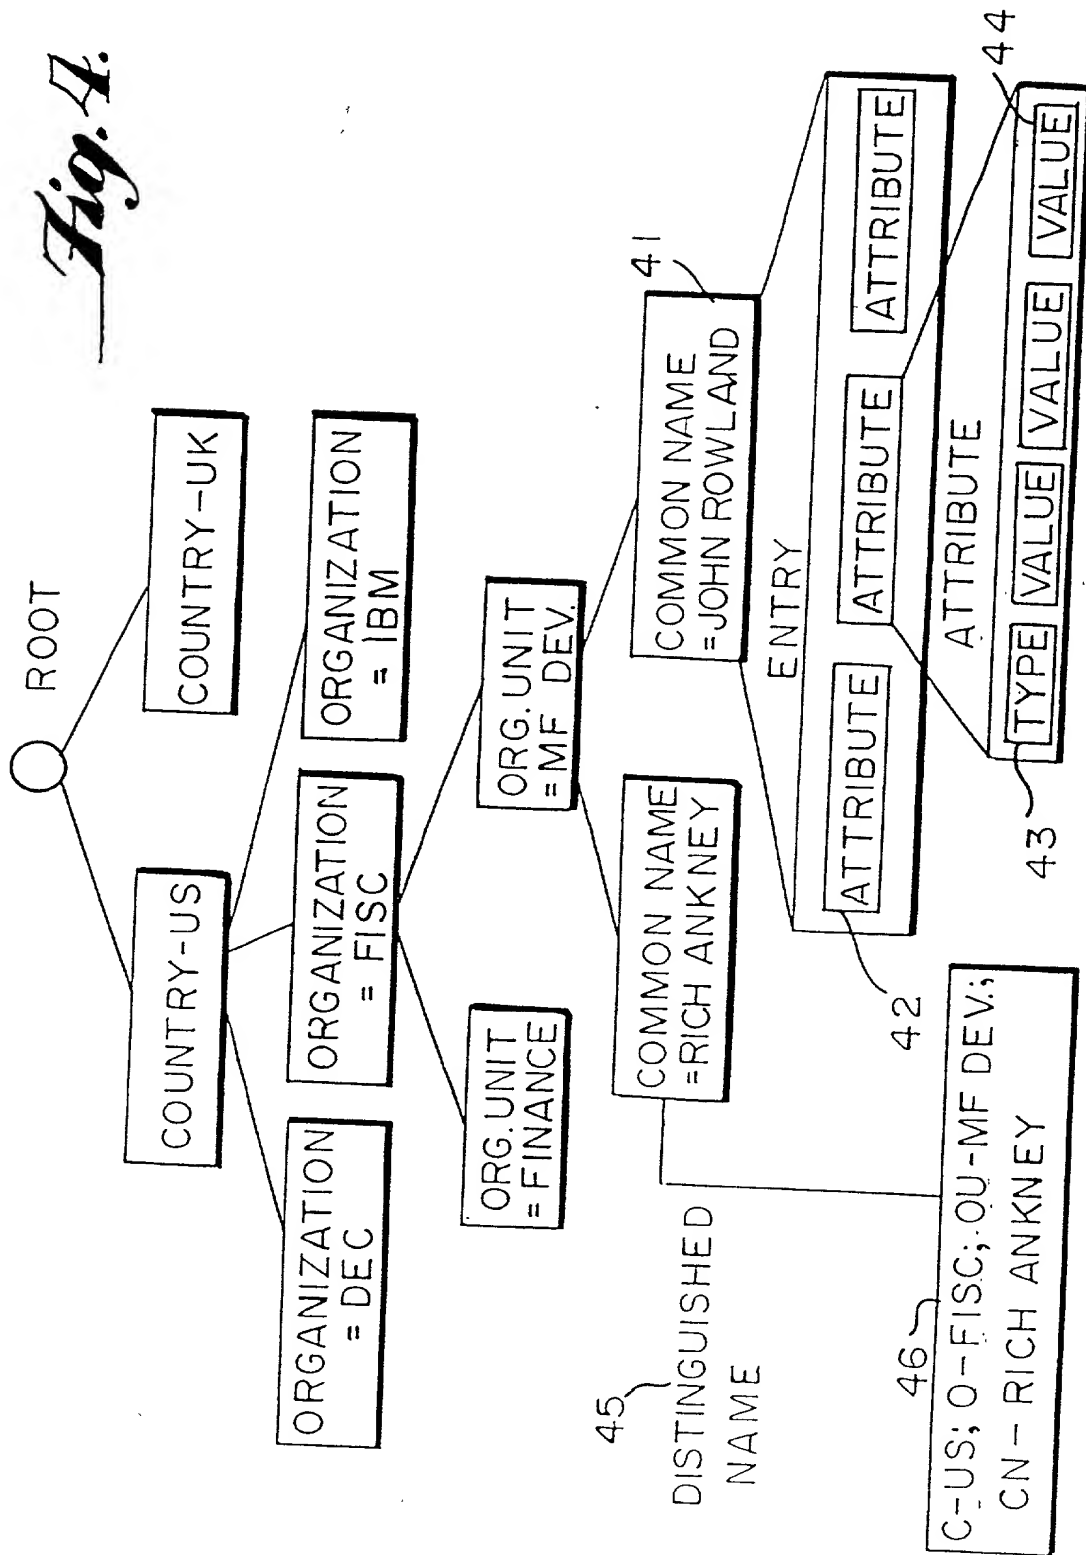 Fig. 4.
ROOT
COUNTRY-US
COUNTRY-UK
ORGANIZATION
= DEC
ORGANIZATION
= FISC
ORGANIZATION
= IBM
ORG. UNIT
= FINANCE
ORG. UNIT
=MF DEV.
45
DISTINGUISHED
NAME
COMMON NAME
=RICH ANKNEY
COMMON NAME
=JOHN ROWLAND
41
ENTRY
42
ATTRIBUTE
ATTRIBUTE
ATTRIBUTE
46
C-US; O-FISC; OU-MF DEV.;
CN- RICH ANKNEY
ATTRIBUTE
43
TYPE
VALUE
VALUE
VALUE
44